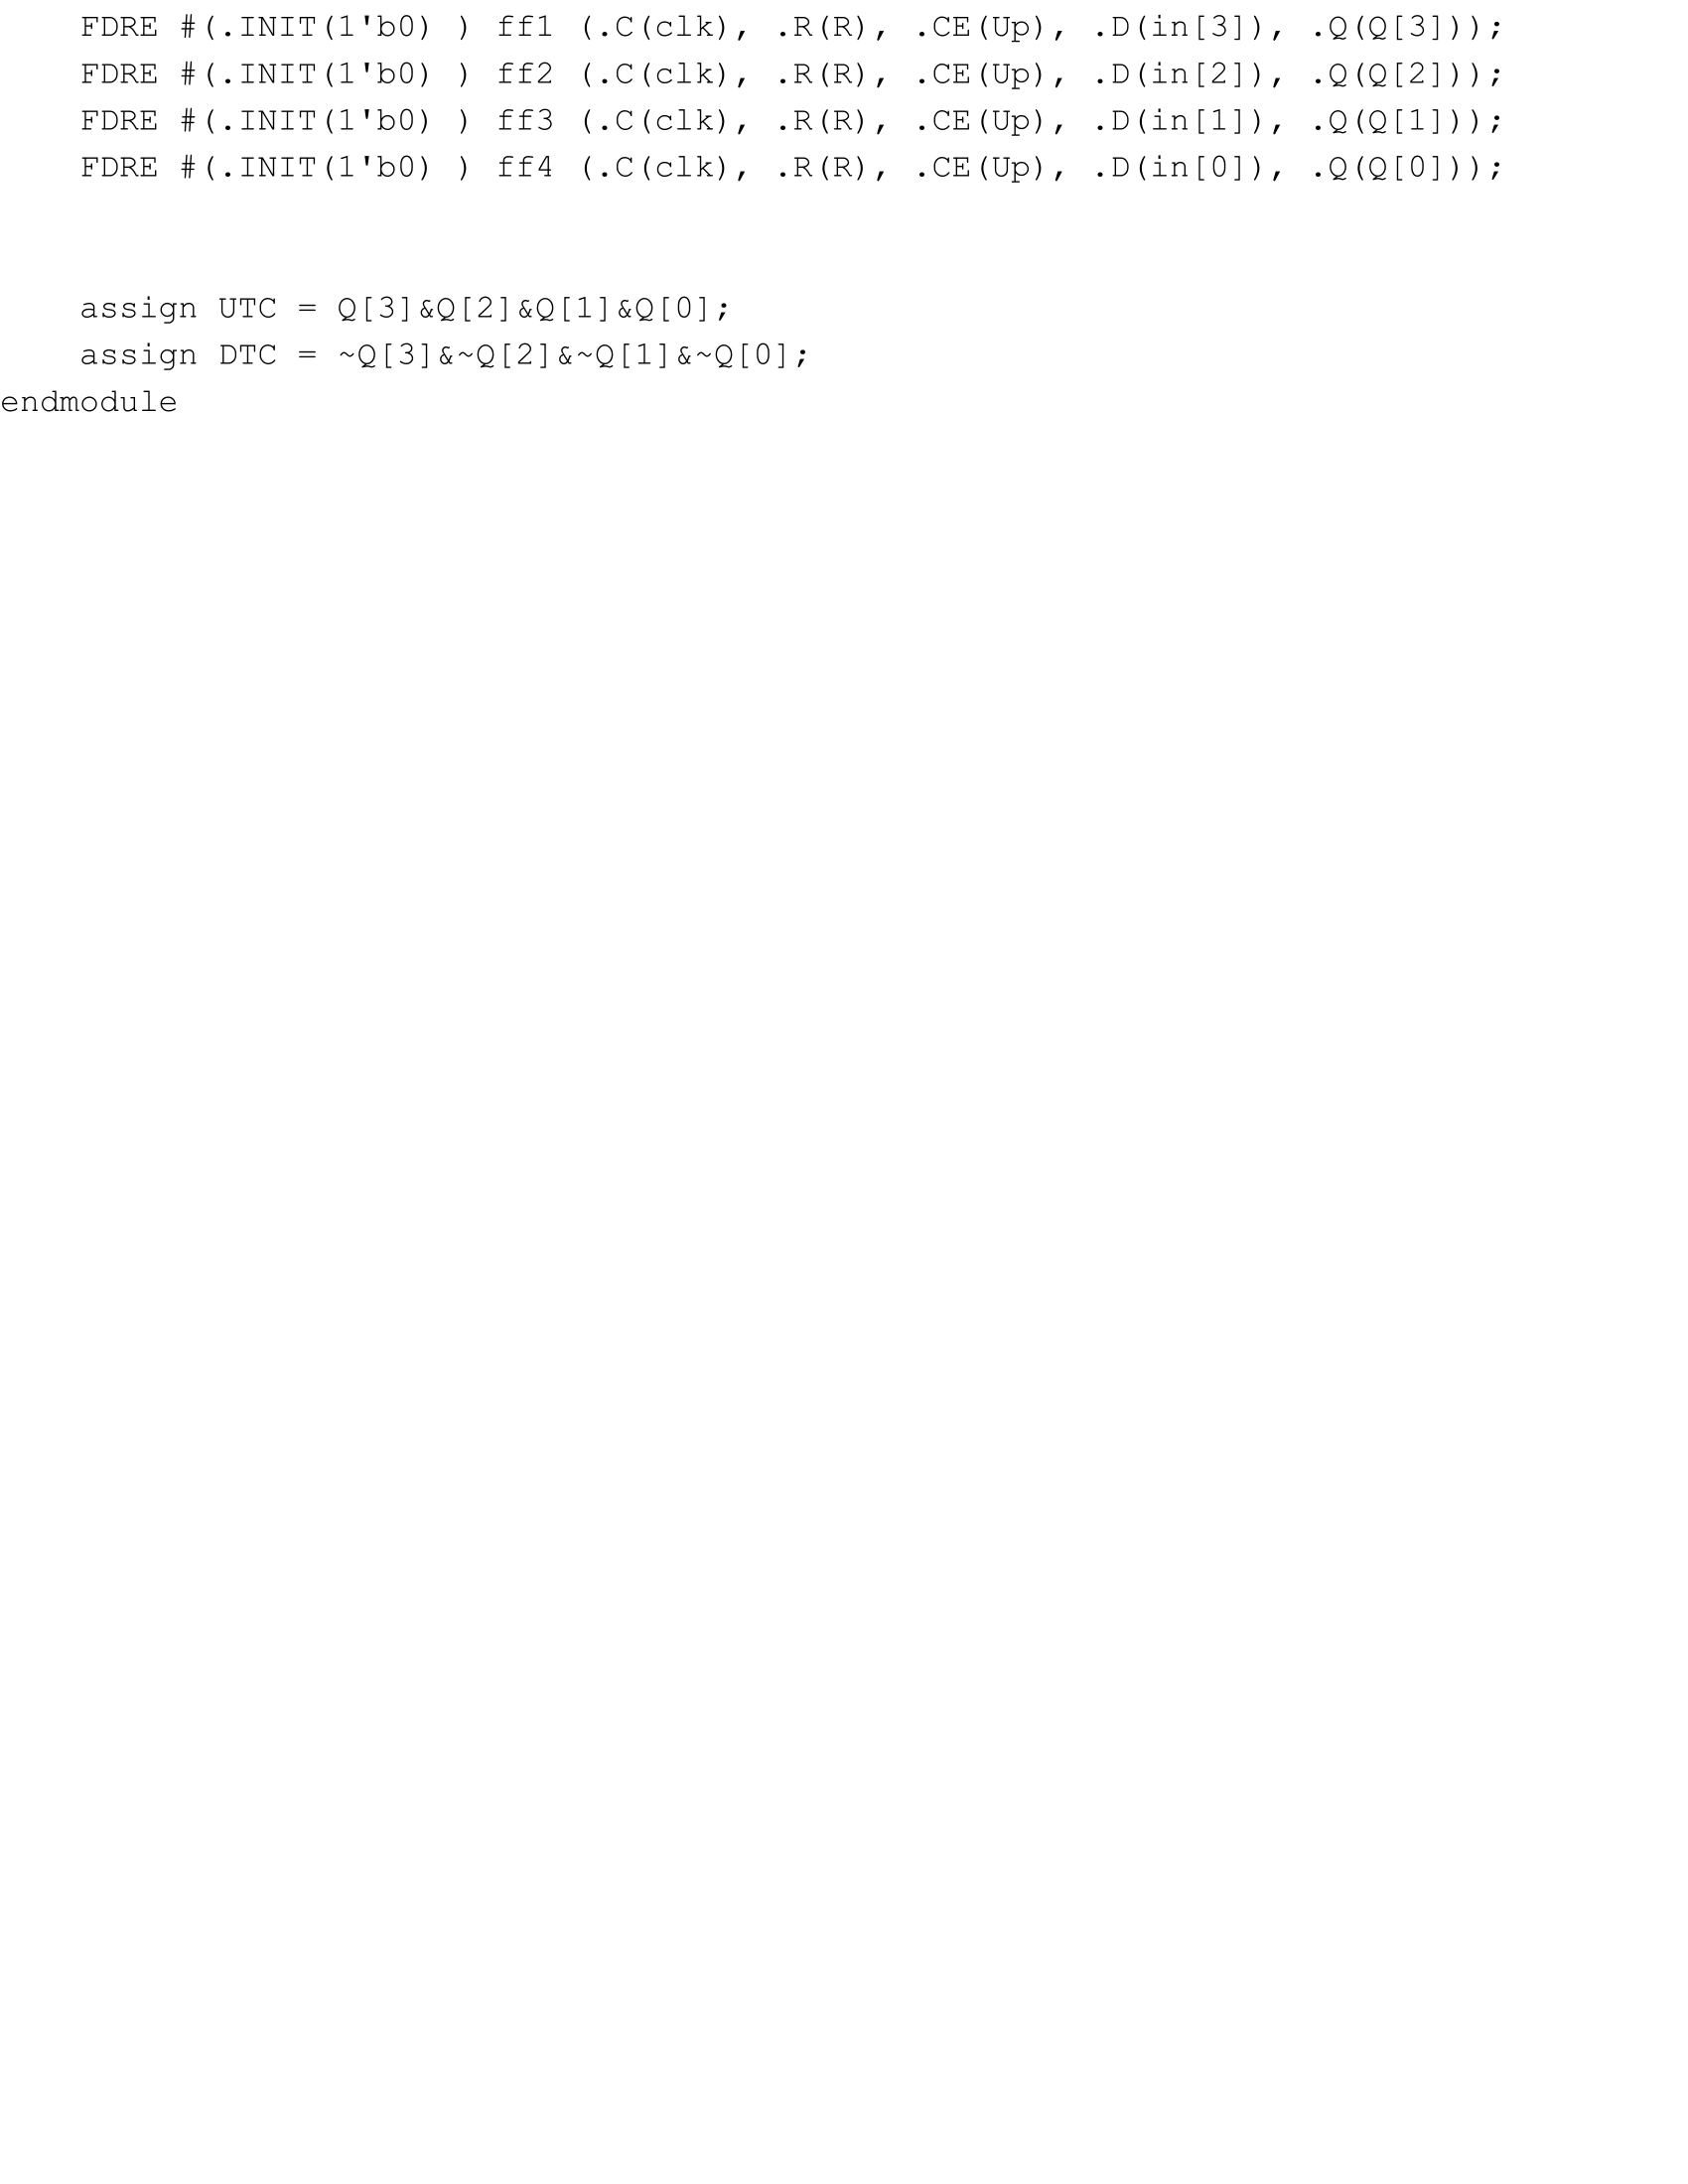 FDRE #(.INIT(1'b0) ) ff1 (.C(clk), .R(R), .CE(Up), .D(in[3]), .Q(Q[3]));
FDRE #(.INIT(1'b0) ) ff2 (.C(clk), .R(R), .CE(Up), .D(in[2]), .Q(Q[2]));
FDRE #(.INIT(1'b0) ) ff3 (.C(clk), .R(R), .CE(Up), .D(in[1]), .Q(Q[1]));
FDRE #(.INIT(1'b0) ) ff4 (.C(clk), .R(R), .CE(Up), .D(in[0]), .Q(Q[0]));
assign UTC = Q[3]&Q[2]&Q[1]&Q[0];
assign DTC = ~Q[3]&~Q[2]&~Q[1]&~Q[0];
endmodule